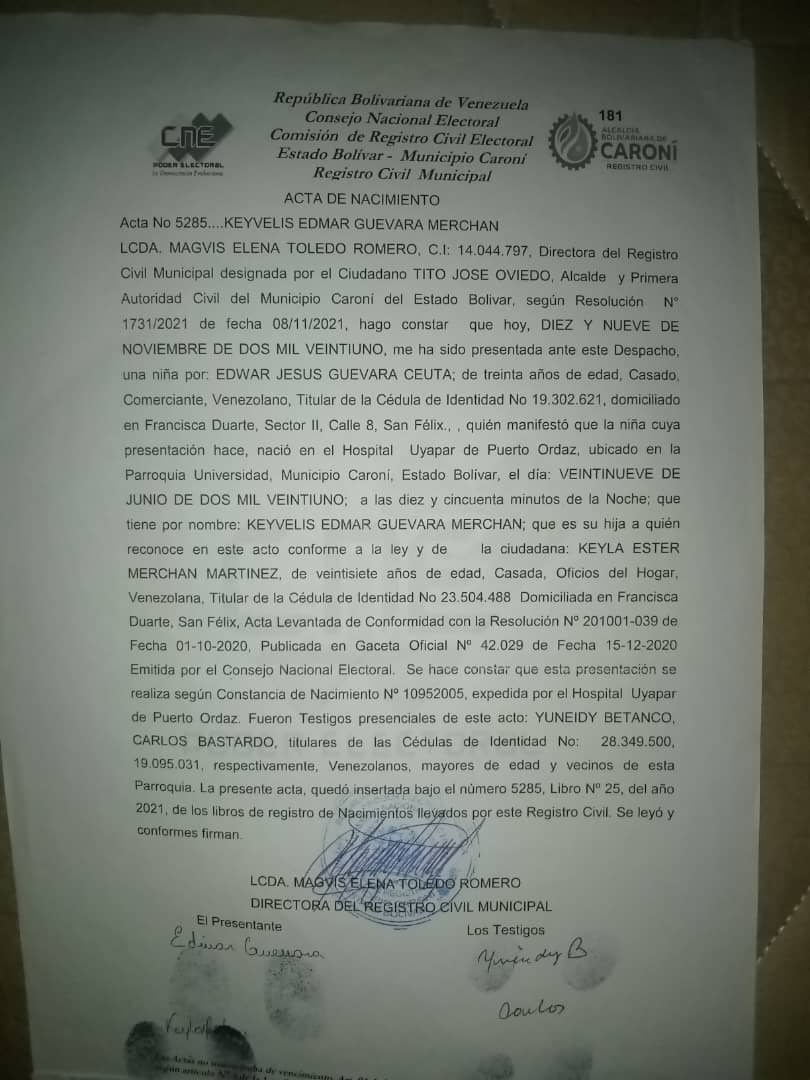 República Bolivariana de Venezuela
Consejo Nacional Electoral
Comisión de Registro Civil Electoral
Estado Bolívar - Municipio Caroní
Registro Civil Municipal
CNE
PODER ELECTORAL
181
ALCALDÍA
BOLIVARIANA DE
CARONÍ
REGISTRO CIVIL
ACTA DE NACIMIENTO
Acta No 5285....KEYVELIS EDMAR GUEVARA MERCHAN
LCDA. MAGVIS ELENA TOLEDO ROMERO, C.I: 14.044.797, Directora del Registro
Civil Municipal designada por el Ciudadano TITO JOSE OVIEDO, Alcalde y Primera
Autoridad Civil del Municipio Caroní del Estado Bolivar, según Resolución N°
1731/2021 de fecha 08/11/2021, hago constar que hoy, DIEZ Y NUEVE DE
NOVIEMBRE DE DOS MIL VEINTIUNO, me ha sido presentada ante este Despacho,
una niña por: EDWAR JESUS GUEVARA CEUTA; de treinta años de edad, Casado,
Comerciante, Venezolano, Titular de la Cédula de Identidad No 19.302.621, domiciliado
en Francisca Duarte, Sector II, Calle 8, San Félix., , quién manifestó que la niña cuya
presentación hace, nació en el Hospital Uyapar de Puerto Ordaz, ubicado en la
Parroquia Universidad, Municipio Caroní, Estado Bolívar, el día: VEINTINUEVE DE
JUNIO DE DOS MIL VEINTIUNO; a las diez y cincuenta minutos de la Noche; que
tiene por nombre: KEYVELIS EDMAR GUEVARA MERCHAN; que es su hija a quién
reconoce en este acto conforme a la ley y de la ciudadana: KEYLA ESTER
MERCHAN MARTINEZ, de veintisiete años de edad, Casada, Oficios del Hogar,
Venezolana, Titular de la Cédula de Identidad No 23.504.488 Domiciliada en Francisca
Duarte, San Félix, Acta Levantada de Conformidad con la Resolución Nº 201001-039 de
Fecha 01-10-2020, Publicada en Gaceta Oficial Nº 42.029 de Fecha 15-12-2020
Emitida por el Consejo Nacional Electoral. Se hace constar que esta presentación se
realiza según Constancia de Nacimiento Nº 10952005, expedida por el Hospital Uyapar
de Puerto Ordaz. Fueron Testigos presenciales de este acto: YUNEIDY BETANCO,
CARLOS BASTARDO, titulares de las Cédulas de Identidad No: 28.349.500,
19.095.031, respectivamente, Venezolanos, mayores de edad y vecinos de esta
Parroquia. La presente acta, quedó insertada bajo el número 5285, Libro Nº 25, del año
2021, de los libros de registro de Nacimientos llevados por este Registro Civil. Se leyó y
conformes firman.
LCDA. MAGVIS ELENA TOLEDO ROMERO
DIRECTORA DEL REGISTRO CIVIL MUNICIPAL
El Presentante
Los Testigos